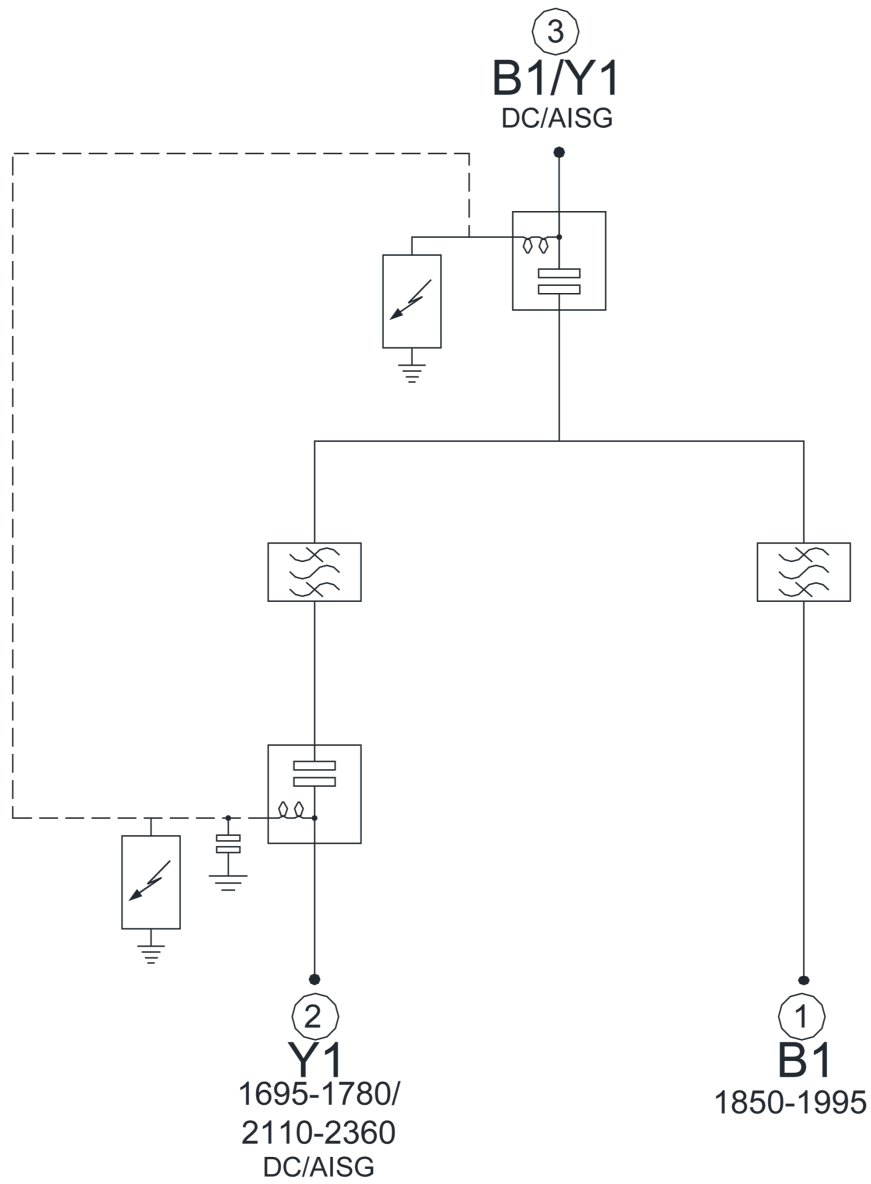 3
B1/Y1
DC/AISG
2
Y1
1695-1780/
2110-2360
DC/AISG
1
B1
1850-1995